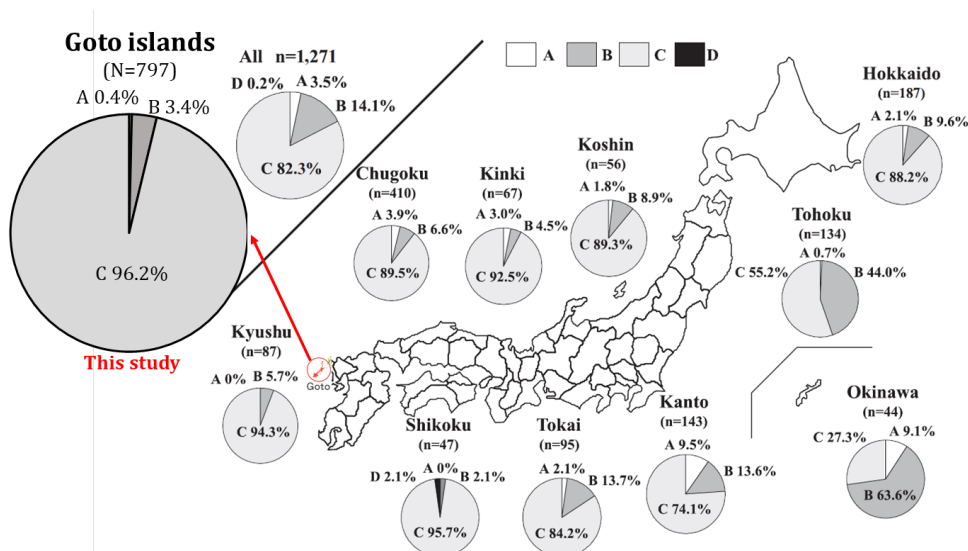 Goto islands
(N=797)
A 0.4%
B 3.4%
C 96.2%
This study
All n=1,271
D 0.2%
A 3.5%
B 14.1%
C 82.3%
A
B
C
D
Hokkaido
(n=187)
A 2.1%
B 9.6%
C 88.2%
Koshin
(n=56)
A 1.8%
B 8.9%
C 89.3%
Chugoku
(n=410)
A 3.9%
B 6.6%
C 89.5%
Kinki
(n=67)
A 3.0%
B 4.5%
C 92.5%
Tohoku
(n=134)
A 0.7%
C 55.2%
B 44.0%
Kyushu
(n=87)
A 0%
B 5.7%
C 94.3%
Goto
Shikoku
(n=47)
A 0%
D 2.1%
B 2.1%
C 95.7%
Tokai
(n=95)
A 2.1%
B 13.7%
C 84.2%
Kanto
(n=143)
A 9.5%
B 13.6%
C 74.1%
Okinawa
(n=44)
A 9.1%
C 27.3%
B 63.6%